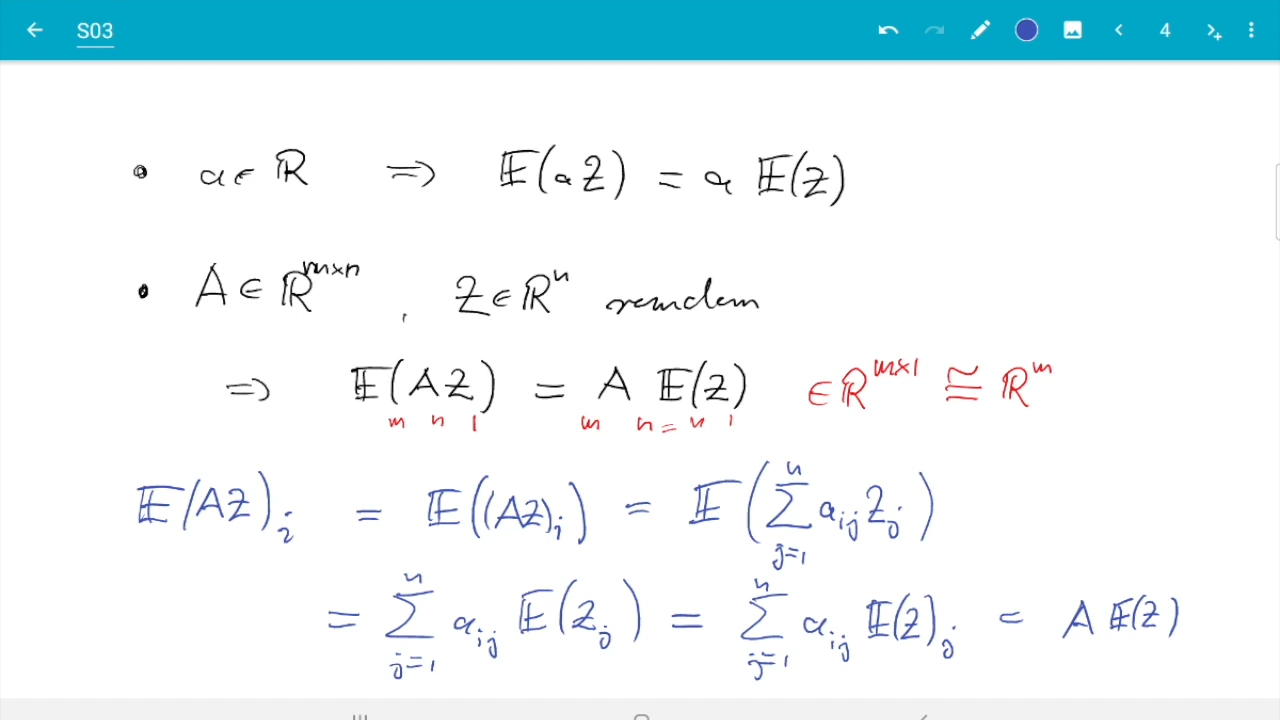 S03 4
• a ∈ ℝ ⇒ 𝔼(aZ) = a 𝔼(Z)
• A ∈ ℝ^{m×n}, Z ∈ ℝ^n random
⇒ 𝔼(AZ) = A 𝔼(Z) ∈ ℝ^{m×1} ≅ ℝ^m
m n 1 m n = n 1
𝔼(AZ)_i = 𝔼((AZ)_i) = 𝔼(∑_{j=1}^n a_{ij} Z_j)
= ∑_{j=1}^n a_{ij} 𝔼(Z_j) = ∑_{j=1}^n a_{ij} 𝔼(Z)_j = A 𝔼(Z)